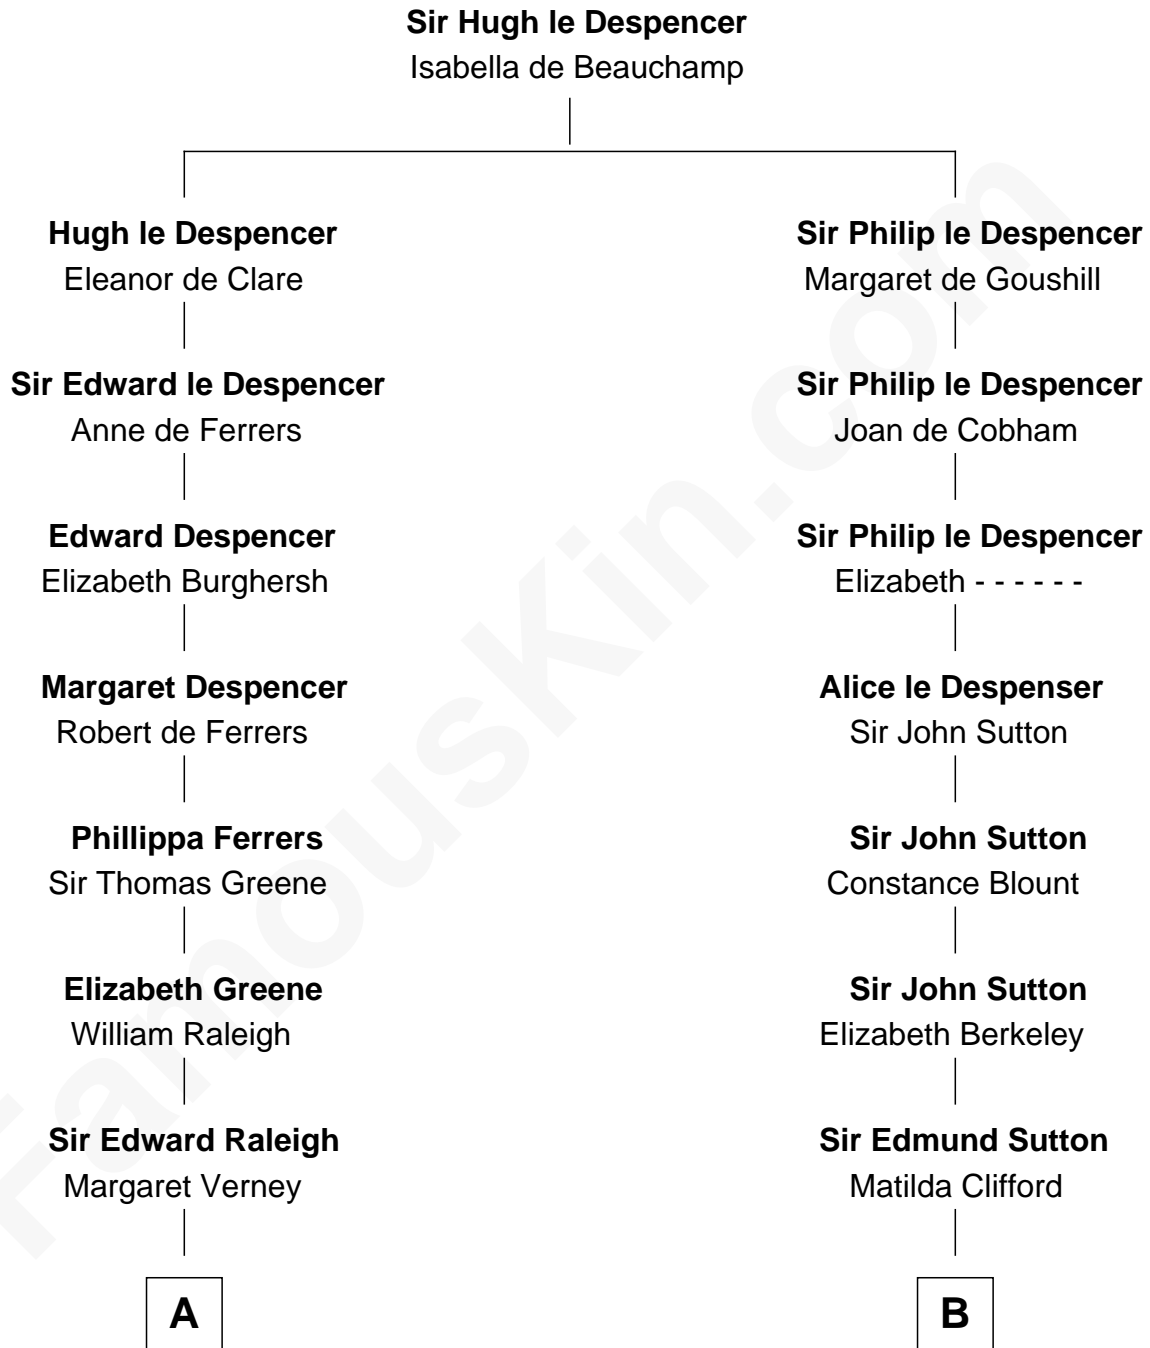 Sir Hugh le Despencer
Isabella de Beauchamp
Hugh le Despencer
Eleanor de Clare
Sir Philip le Despencer
Margaret de Goushill
Sir Edward le Despencer
Anne de Ferrers
Sir Philip le Despencer
Joan de Cobham
Edward Despencer
Elizabeth Burghersh
Sir Philip le Despencer
Elizabeth - - - - - -
Margaret Despencer
Robert de Ferrers
Alice le Despenser
Sir John Sutton
Phillippa Ferrers
Sir Thomas Greene
Sir John Sutton
Constance Blount
Elizabeth Greene
William Raleigh
Sir John Sutton
Elizabeth Berkeley
Sir Edward Raleigh
Margaret Verney
Sir Edmund Sutton
Matilda Clifford
A
B
FamousKin.com